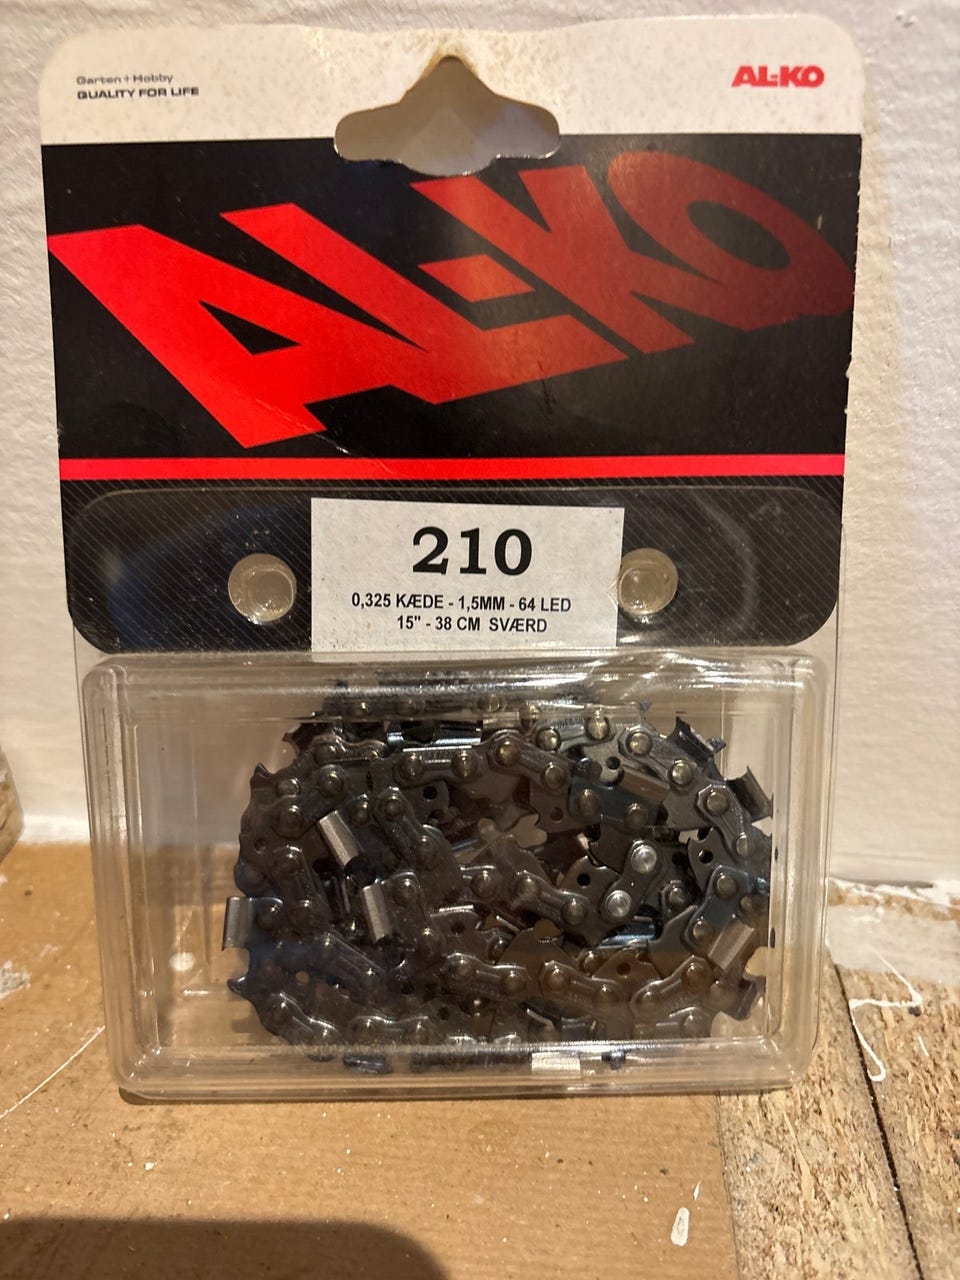 Garten + Hobby
QUALITY FOR LIFE
AL-KO
AL-KO
210
0,325 KÆDE - 1,5MM - 64 LED
15" - 38 CM SVÆRD